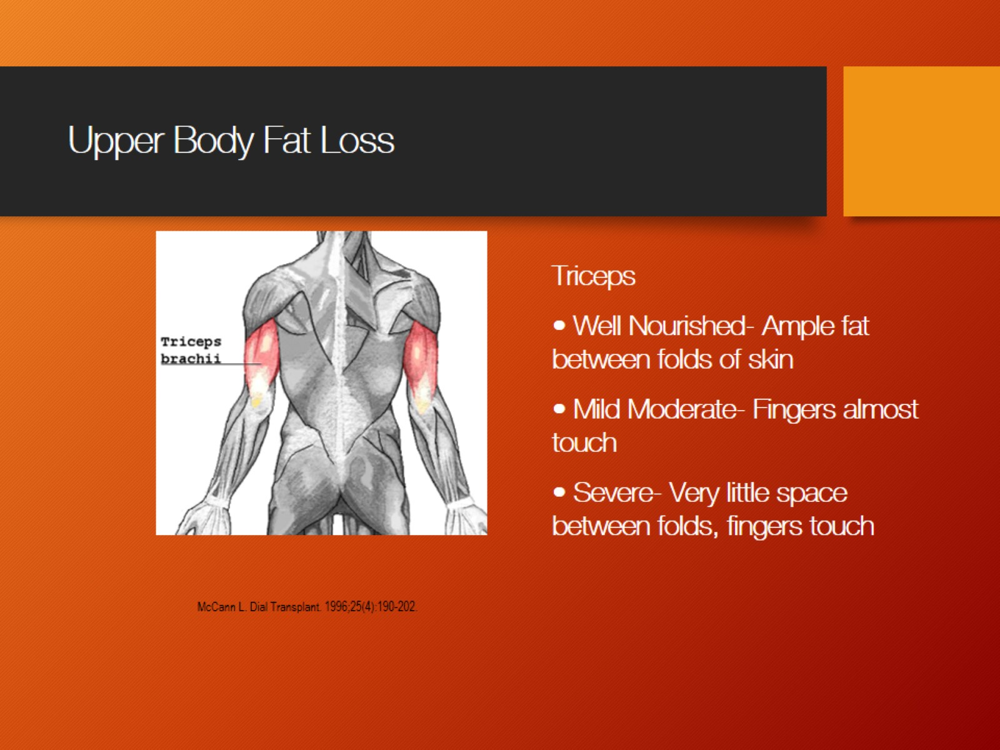 Upper Body Fat Loss
Triceps
brachii
Triceps
• Well Nourished- Ample fat
between folds of skin
• Mild Moderate- Fingers almost
touch
• Severe- Very little space
between folds, fingers touch
McCann L. Dial Transplant. 1996;25(4):190-202.